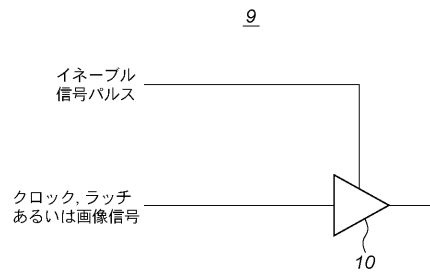 9
イネーブル
信号パルス
クロック, ラッチ
あるいは画像信号
10